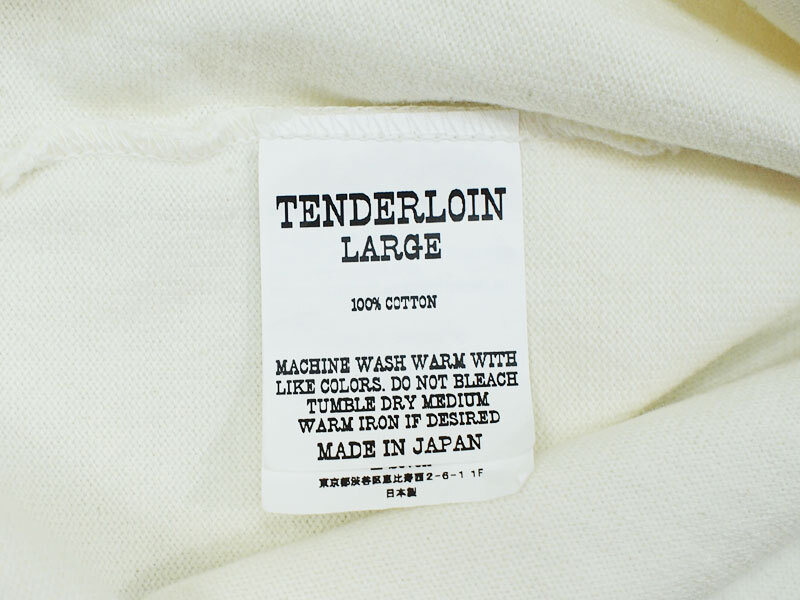 TENDERLOIN
LARGE
100% COTTON
MACHINE WASH WARM WITH
LIKE COLORS. DO NOT BLEACH
TUMBLE DRY MEDIUM
WARM IRON IF DESIRED
MADE IN JAPAN
東京都渋谷区恵比寿西2-6-1 1F
日本製